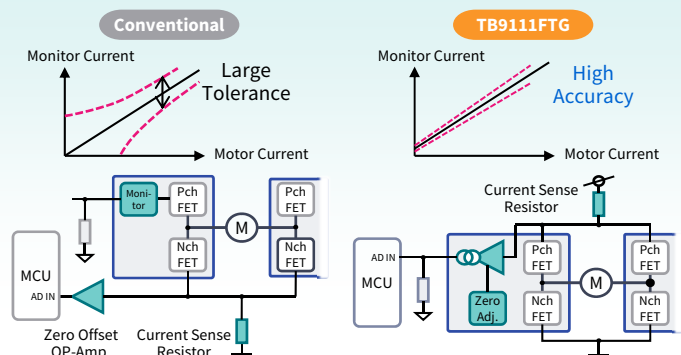 Conventional
Monitor Current
Large
Tolerance
Motor Current
Moni-
tor
Pch
FET
Nch
FET
M
Pch
FET
Nch
FET
MCU
AD IN
Zero Offset
OP-Amp
Current Sense
Resistor
TB9111FTG
Monitor Current
High
Accuracy
Motor Current
Current Sense
Resistor
AD IN
MCU
Zero
Adj.
Pch
FET
Nch
FET
M
Pch
FET
Nch
FET